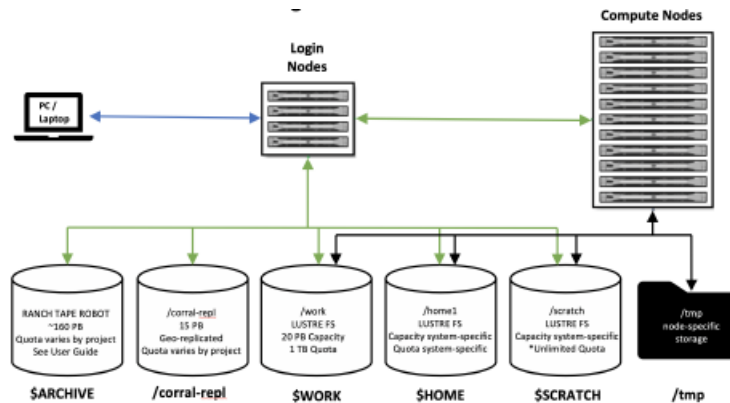 Compute Nodes
Login
Nodes
PC /
Laptop
RANCH TAPE ROBOT
~160 PB
Quota varies by project
See User Guide
/corral-repl
15 PB
Geo-replicated
Quota varies by project
/work
LUSTRE FS
20 PB Capacity
1 TB Quota
/home1
LUSTRE FS
Capacity system-specific
Quota system-specific
/scratch
LUSTRE FS
Capacity system-specific
*Unlimited Quota
/tmp
node-specific
storage
$ARCHIVE
/corral-repl
$WORK
$HOME
$SCRATCH
/tmp